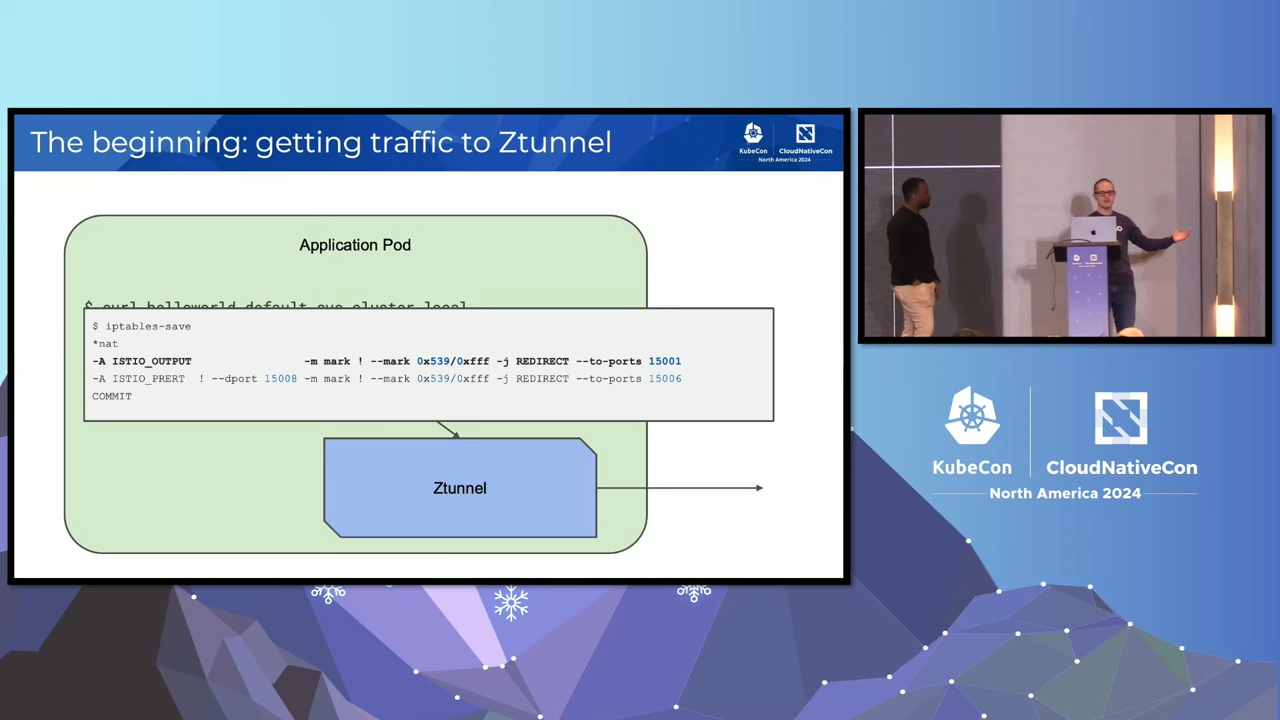 The beginning: getting traffic to Ztunnel
KubeCon
CloudNativeCon
North America 2024
Application Pod
$ curl helloworld.default.svc.cluster.local
$ iptables-save
*nat
-A ISTIO_OUTPUT -m mark ! --mark 0x539/0xfff -j REDIRECT --to-ports 15001
-A ISTIO_PRERT ! --dport 15008 -m mark ! --mark 0x539/0xfff -j REDIRECT --to-ports 15006
COMMIT
Ztunnel
KubeCon
CloudNativeCon
North America 2024